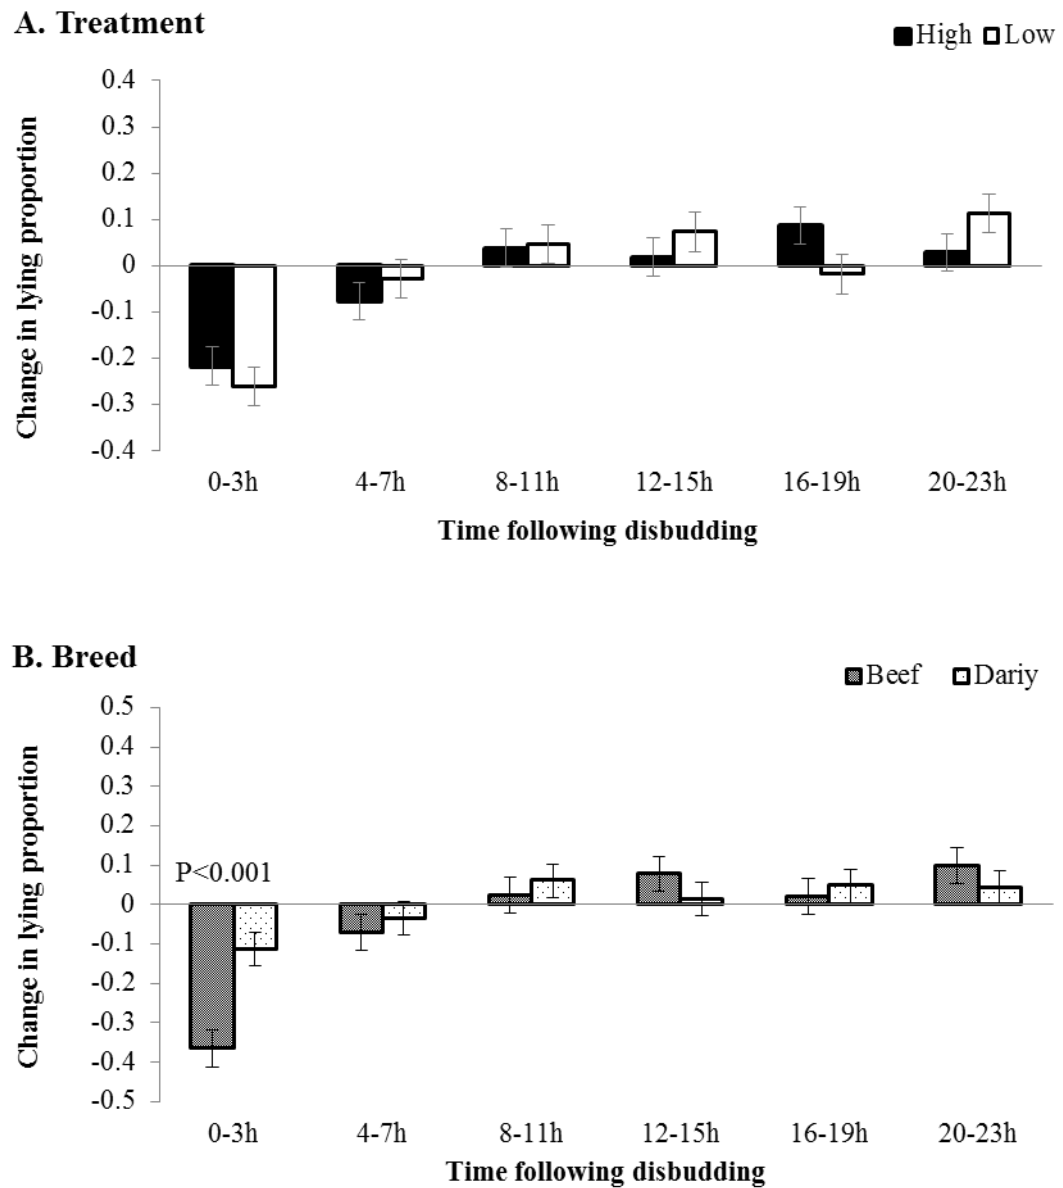 A. Treatment
High Low
Change in lying proportion
0.4
0.3
0.2
0.1
0
-0.1
-0.2
-0.3
-0.4
0-3h 4-7h 8-11h 12-15h 16-19h 20-23h
Time following disbudding
B. Breed
Beef Dariy
Change in lying proportion
0.5
0.4
0.3
0.2
0.1
0
-0.1
-0.2
-0.3
-0.4
-0.5
P<0.001
0-3h 4-7h 8-11h 12-15h 16-19h 20-23h
Time following disbudding